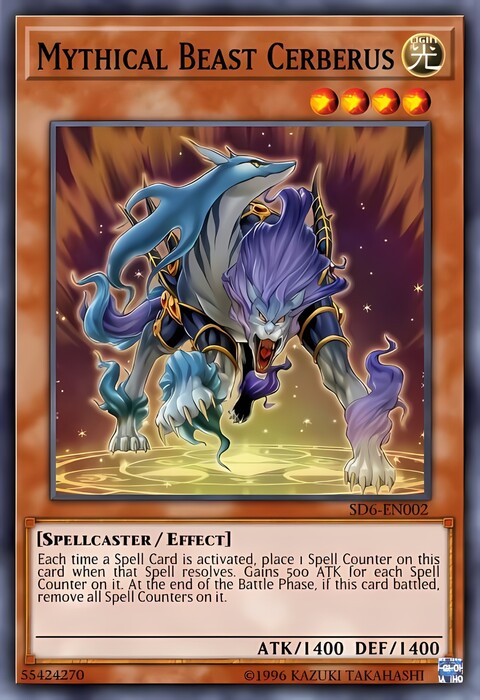 MYTHICAL BEAST CERBERUS
LIGHT
光
SD6-EN002
[SPELLCASTER / EFFECT]
Each time a Spell Card is activated, place 1 Spell Counter on this
card when that Spell resolves. Gains 500 ATK for each Spell
Counter on it. At the end of the Battle Phase, if this card battled,
remove all Spell Counters on it.
ATK/1400 DEF/1400
55424270
©1996 KAZUKI TAKAHASHI